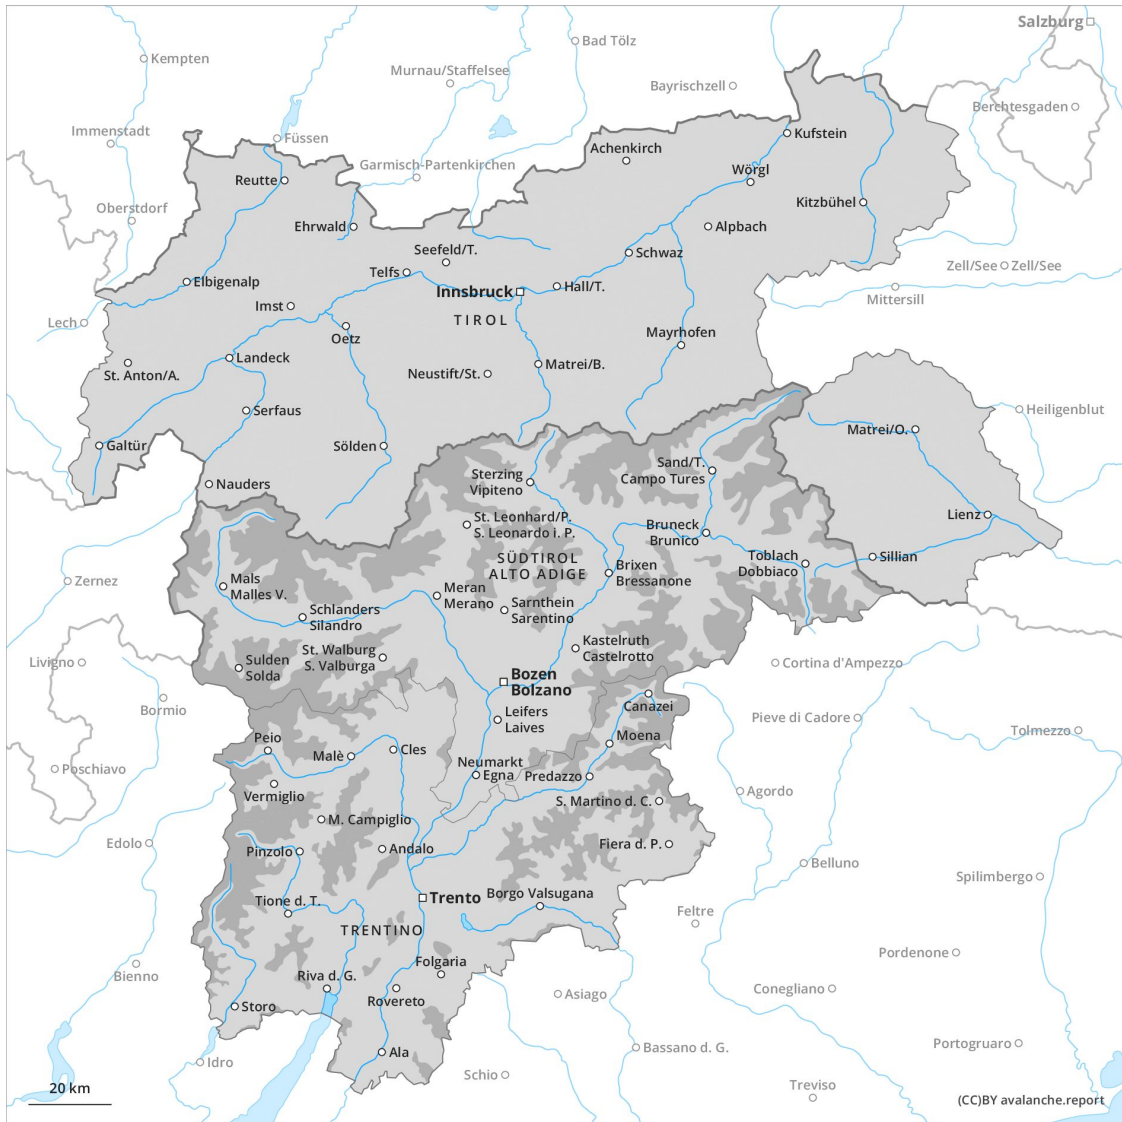 Salzburg
Bad Tölz
Kempten
Murnau/Staffelsee
Bayrischzell
Berchtesgaden
Immenstadt
Füssen
Kufstein
Achenkirch
Garmisch-Partenkirchen
Wörgl
Reutte
Kitzbühel
Oberstdorf
Ehrwald
Alpbach
Seefeld/T.
Schwaz
Telfs
Zell/See
Zell/See
Elbigenalp
Innsbruck
Hall/T.
Mittersill
Imst
TIROL
Lech
Oetz
Mayrhofen
Landeck
Matrei/B.
St. Anton/A.
Neustift/St.
Serfaus
Heiligenblut
Matrei/O.
Galtür
Sölden
Sand/T.
Campo Tures
Sterzing
Vipiteno
Nauders
St. Leonhard/P.
S. Leonardo i. P.
Bruneck
Brunico
Lienz
SÜDTIROL
ALTO ADIGE
Toblach
Dobbiaco
Sillian
Brixen
Bressanone
Zernez
Mals
Malles V.
Meran
Merano
Sarnthein
Sarentino
Schlanders
Silandro
Kastelruth
Castelrotto
St. Walburg
S. Valburga
Livigno
Sulden
Solda
Cortina d'Ampezzo
Bozen
Bolzano
Bormio
Canazei
Leifers
Laives
Pieve di Cadore
Tolmezzo
Peio
Moena
Malè
Cles
Neumarkt
Egna
Predazzo
Poschiavo
Vermiglio
Agordo
S. Martino d. C.
M. Campiglio
Edolo
Pinzolo
Andalo
Fiera d. P.
Belluno
Spilimbergo
Tione d. T.
Trento
Borgo Valsugana
Feltre
TRENTINO
Pordenone
Bienno
Riva d. G.
Folgaria
Conegliano
Storo
Rovereto
Asiago
Idro
Ala
Bassano d. G.
Portogruaro
Schio
Treviso
20 km
(CC)BY avalanche.report